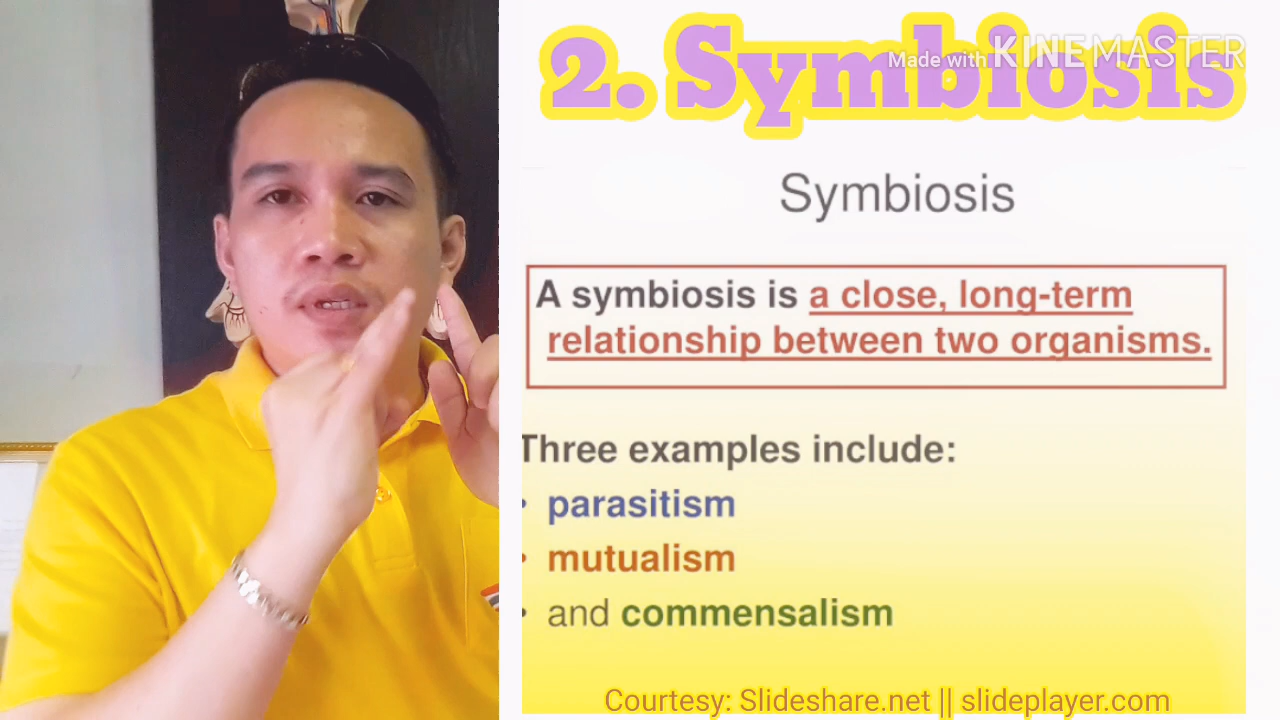 2. Symbiosis
Made with KINEMASTER
Symbiosis
A symbiosis is a close, long-term
relationship between two organisms.
Three examples include:
• parasitism
• mutualism
• and commensalism
Courtesy: Slideshare.net || slideplayer.com